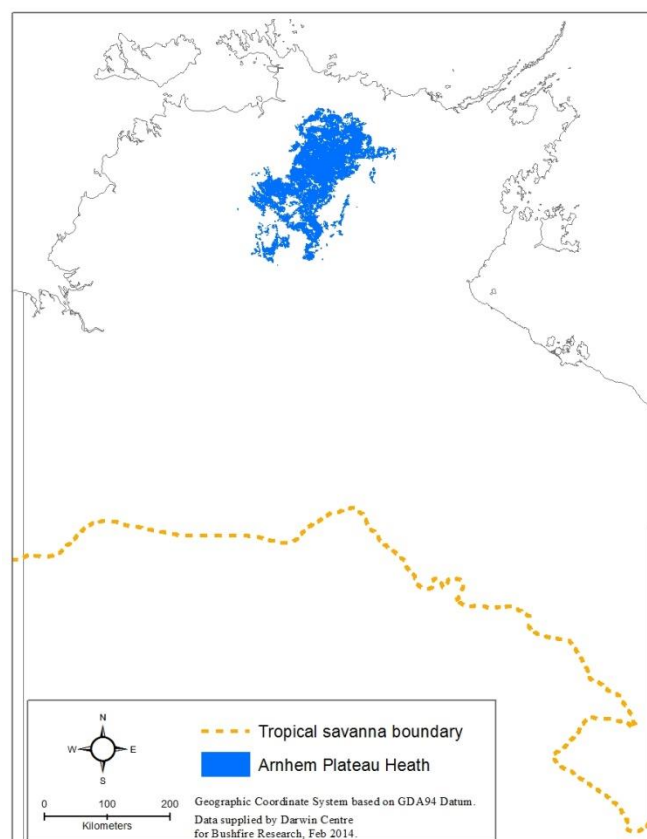 N
W E
S
0 100 200
Kilometers
Tropical savanna boundary
Arnhem Plateau Heath
Geographic Coordinate System based on GDA94 Datum.
Data supplied by Darwin Centre
for Bushfire Research, Feb 2014.